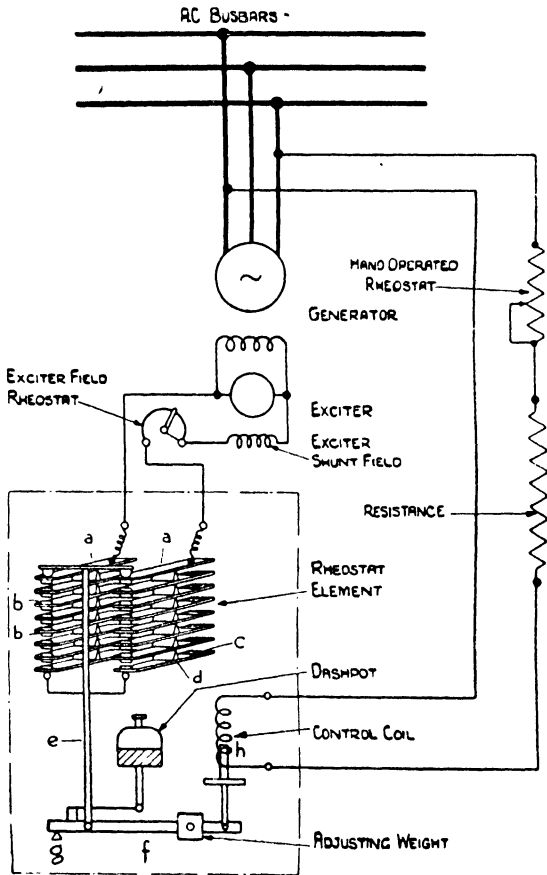 A.C BUSBARS -
HAND OPERATED
RHEOSTAT
~
GENERATOR
EXCITER FIELD
RHEOSTAT
EXCITER
EXCITER
SHUNT FIELD
RESISTANCE
a
a
RHEOSTAT
ELEMENT
b
b
c
d
DASHPOT
e
CONTROL COIL
h
ADJUSTING WEIGHT
g
f